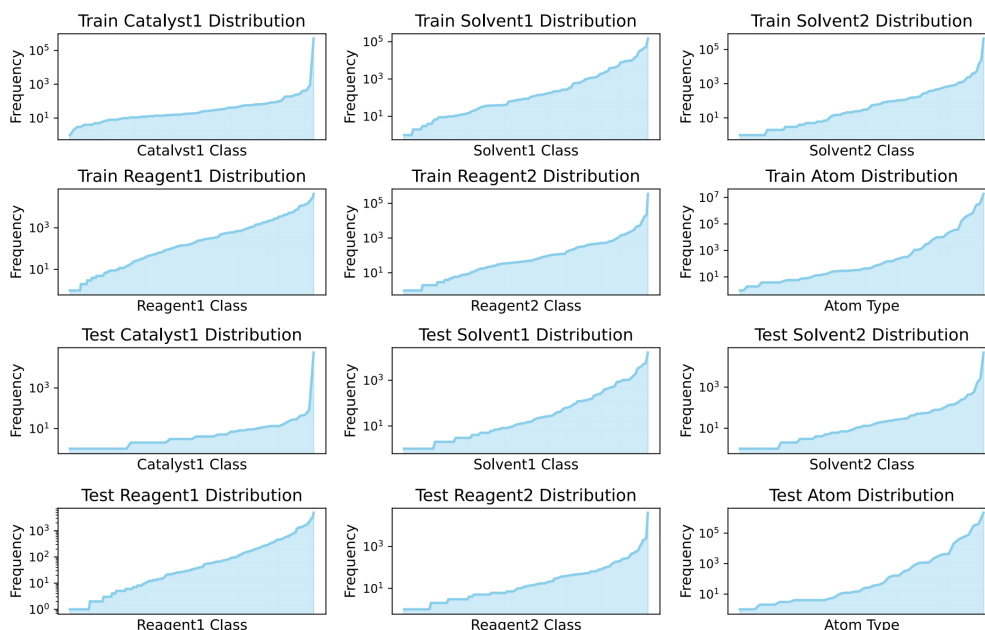 Train Catalyst1 Distribution
Frequency
10^5
10^3
10^1
Catalyst1 Class
Train Solvent1 Distribution
Frequency
10^5
10^3
10^1
Solvent1 Class
Train Solvent2 Distribution
Frequency
10^5
10^3
10^1
Solvent2 Class
Train Reagent1 Distribution
Frequency
10^3
10^1
Reagent1 Class
Train Reagent2 Distribution
Frequency
10^5
10^3
10^1
Reagent2 Class
Train Atom Distribution
Frequency
10^7
10^5
10^3
10^1
Atom Type
Test Catalyst1 Distribution
Frequency
10^3
10^1
Catalyst1 Class
Test Solvent1 Distribution
Frequency
10^3
10^1
Solvent1 Class
Test Solvent2 Distribution
Frequency
10^3
10^1
Solvent2 Class
Test Reagent1 Distribution
Frequency
10^3
10^2
10^1
10^0
Reagent1 Class
Test Reagent2 Distribution
Frequency
10^3
10^1
Reagent2 Class
Test Atom Distribution
Frequency
10^5
10^3
10^1
Atom Type